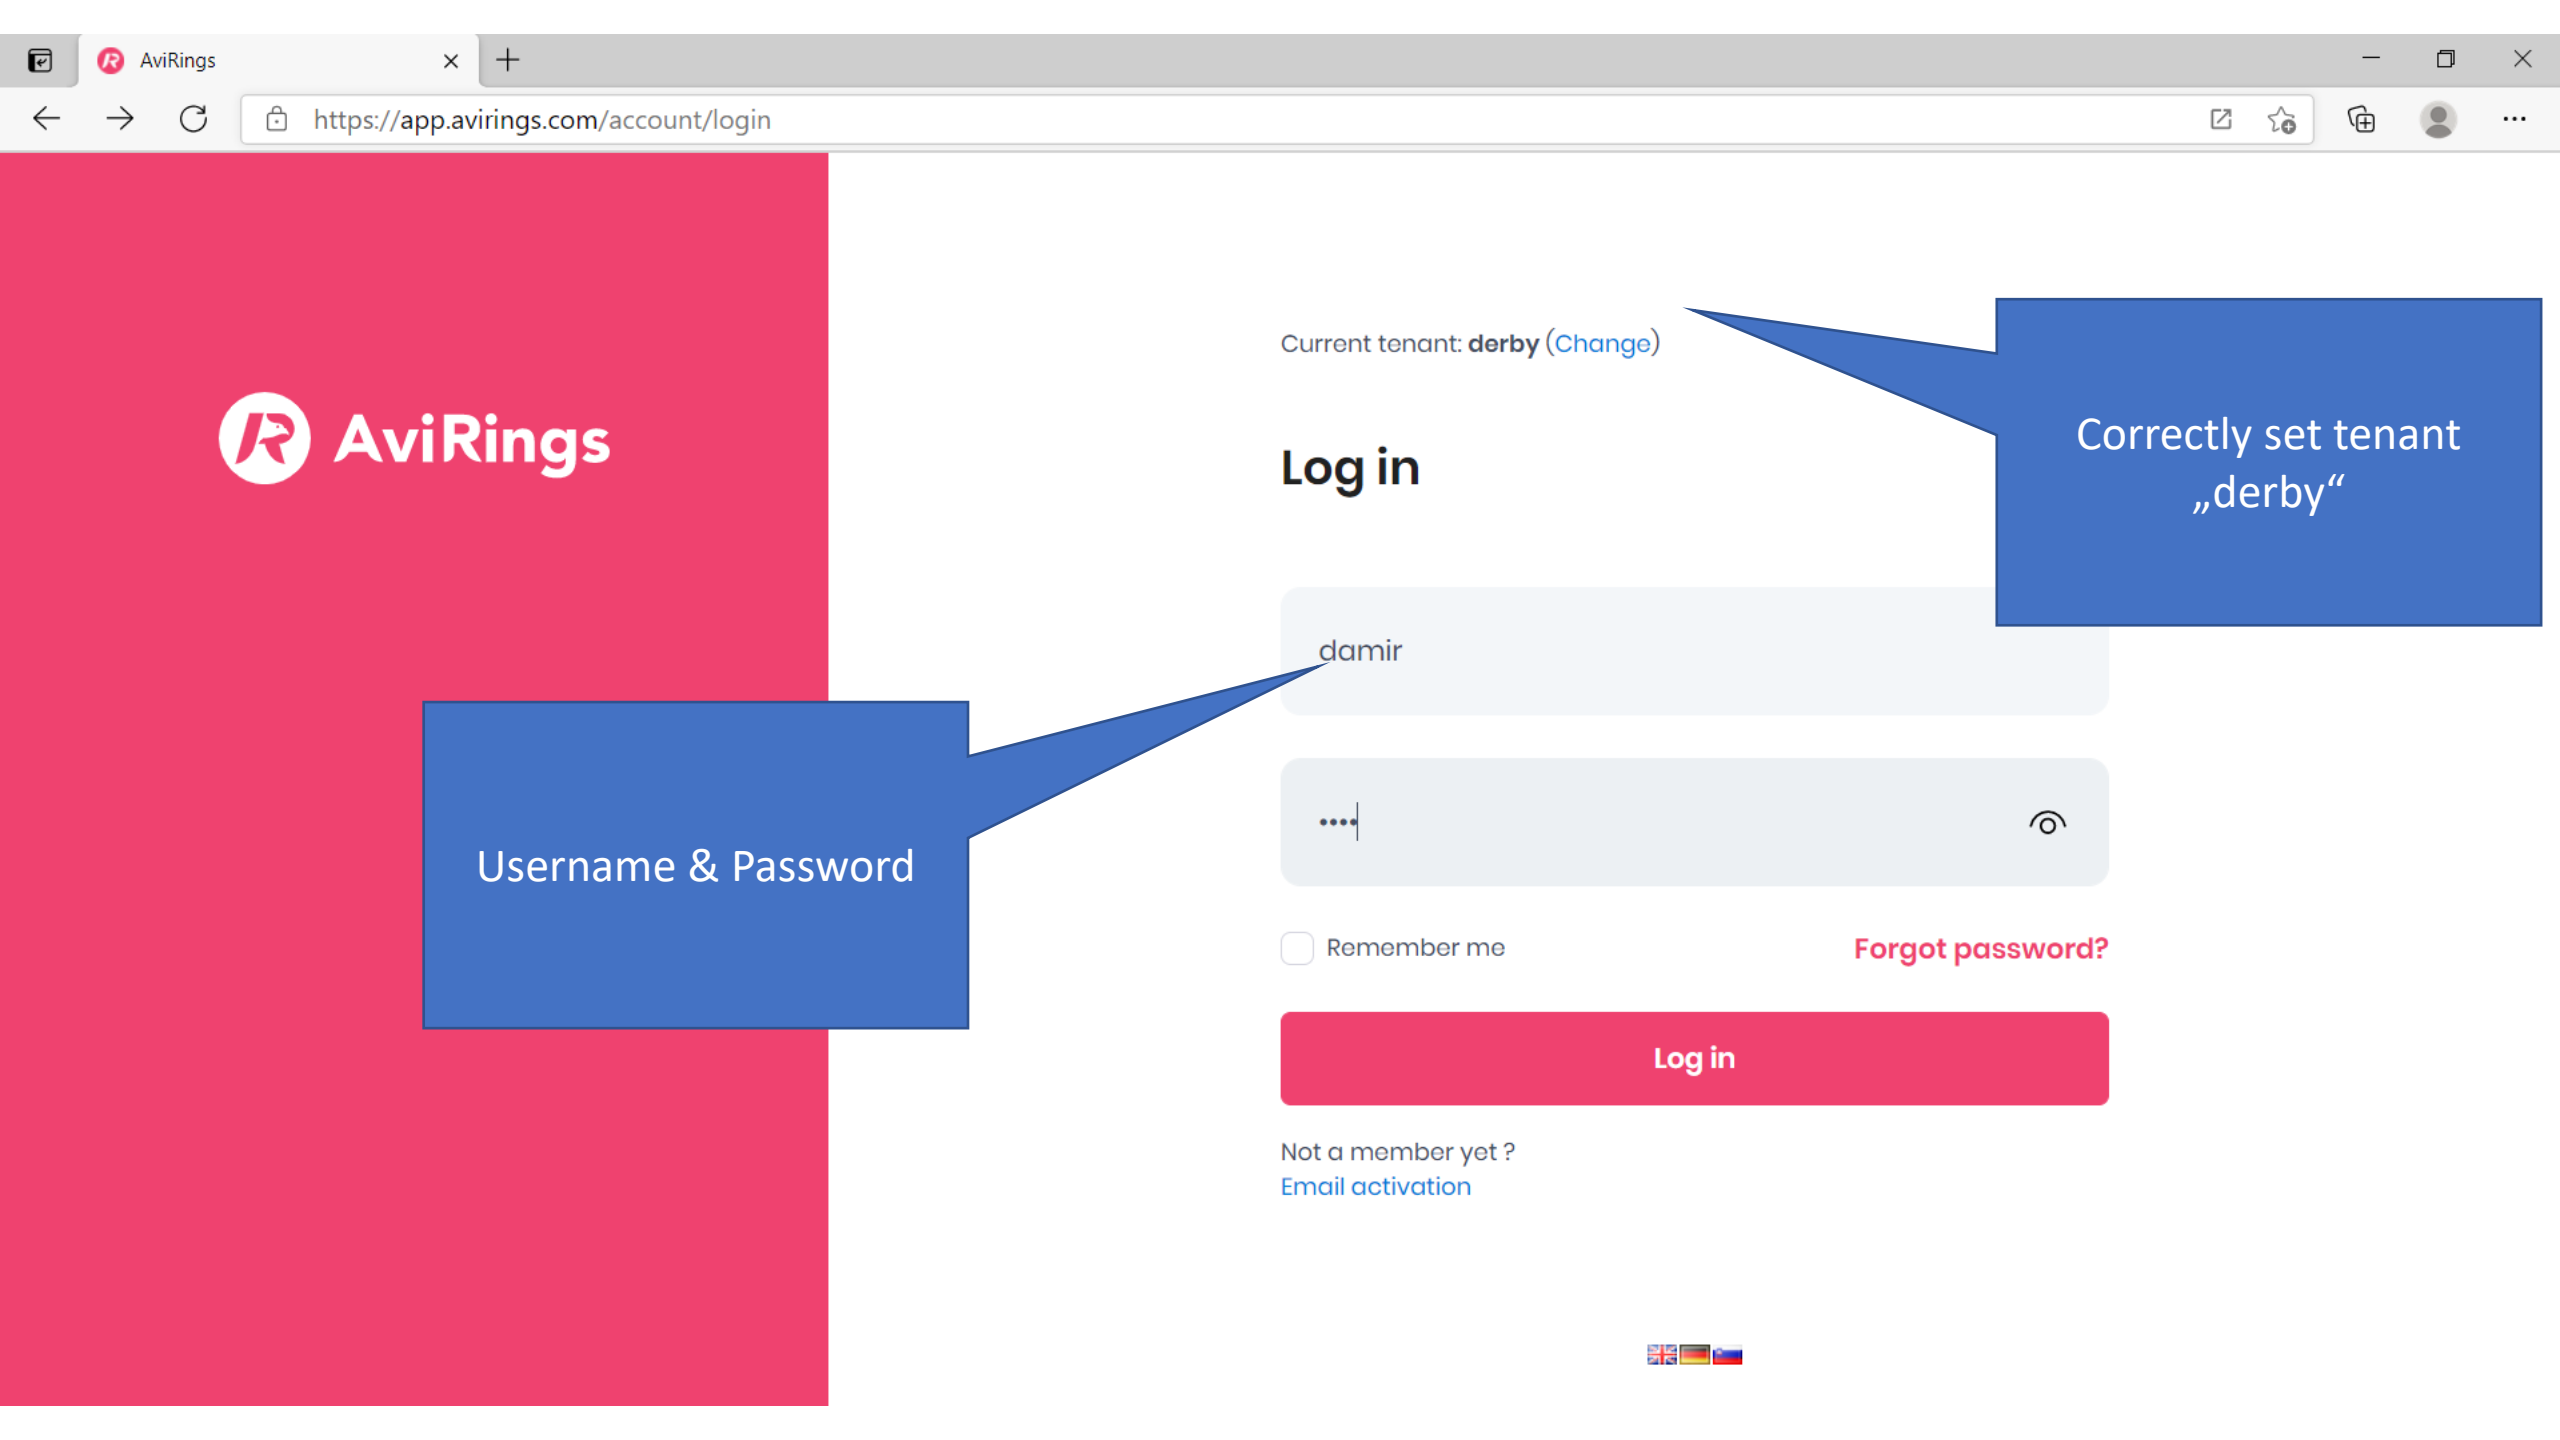 AviRings
https://app.avirings.com/account/login
Current tenant: derby (Change)
AviRings
Log in
Correctly set tenant
„derby“
damir
••••
Username & Password
Remember me
Forgot password?
Log in
Not a member yet ?
Email activation